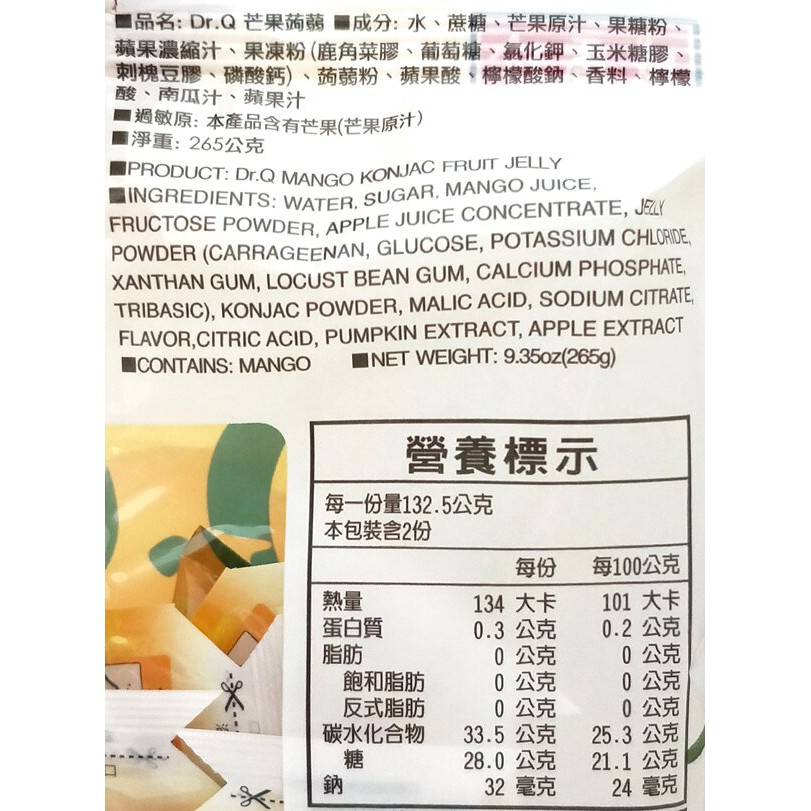 ■品名: Dr.Q 芒果蒟蒻 ■成分: 水、蔗糖、芒果原汁、果糖粉、
蘋果濃縮汁、果凍粉(鹿角菜膠、葡萄糖、氯化鉀、玉米糖膠、
刺槐豆膠、磷酸鈣)、蒟蒻粉、蘋果酸、檸檬酸鈉、香料、檸檬
酸、南瓜汁、蘋果汁
■過敏原: 本產品含有芒果(芒果原汁)
■淨重: 265公克
■PRODUCT: Dr.Q MANGO KONJAC FRUIT JELLY
■INGREDIENTS: WATER, SUGAR, MANGO JUICE,
FRUCTOSE POWDER, APPLE JUICE CONCENTRATE, JELLY
POWDER (CARRAGEENAN, GLUCOSE, POTASSIUM CHLORIDE,
XANTHAN GUM, LOCUST BEAN GUM, CALCIUM PHOSPHATE,
TRIBASIC), KONJAC POWDER, MALIC ACID, SODIUM CITRATE,
FLAVOR,CITRIC ACID, PUMPKIN EXTRACT, APPLE EXTRACT
■CONTAINS: MANGO ■NET WEIGHT: 9.35oz(265g)
營養標示
每一份量132.5公克
本包裝含2份
每份 每100公克
熱量 134 大卡 101 大卡
蛋白質 0.3 公克 0.2 公克
脂肪 0 公克 0 公克
飽和脂肪 0 公克 0 公克
反式脂肪 0 公克 0 公克
碳水化合物 33.5 公克 25.3 公克
糖 28.0 公克 21.1 公克
鈉 32 毫克 24 毫克